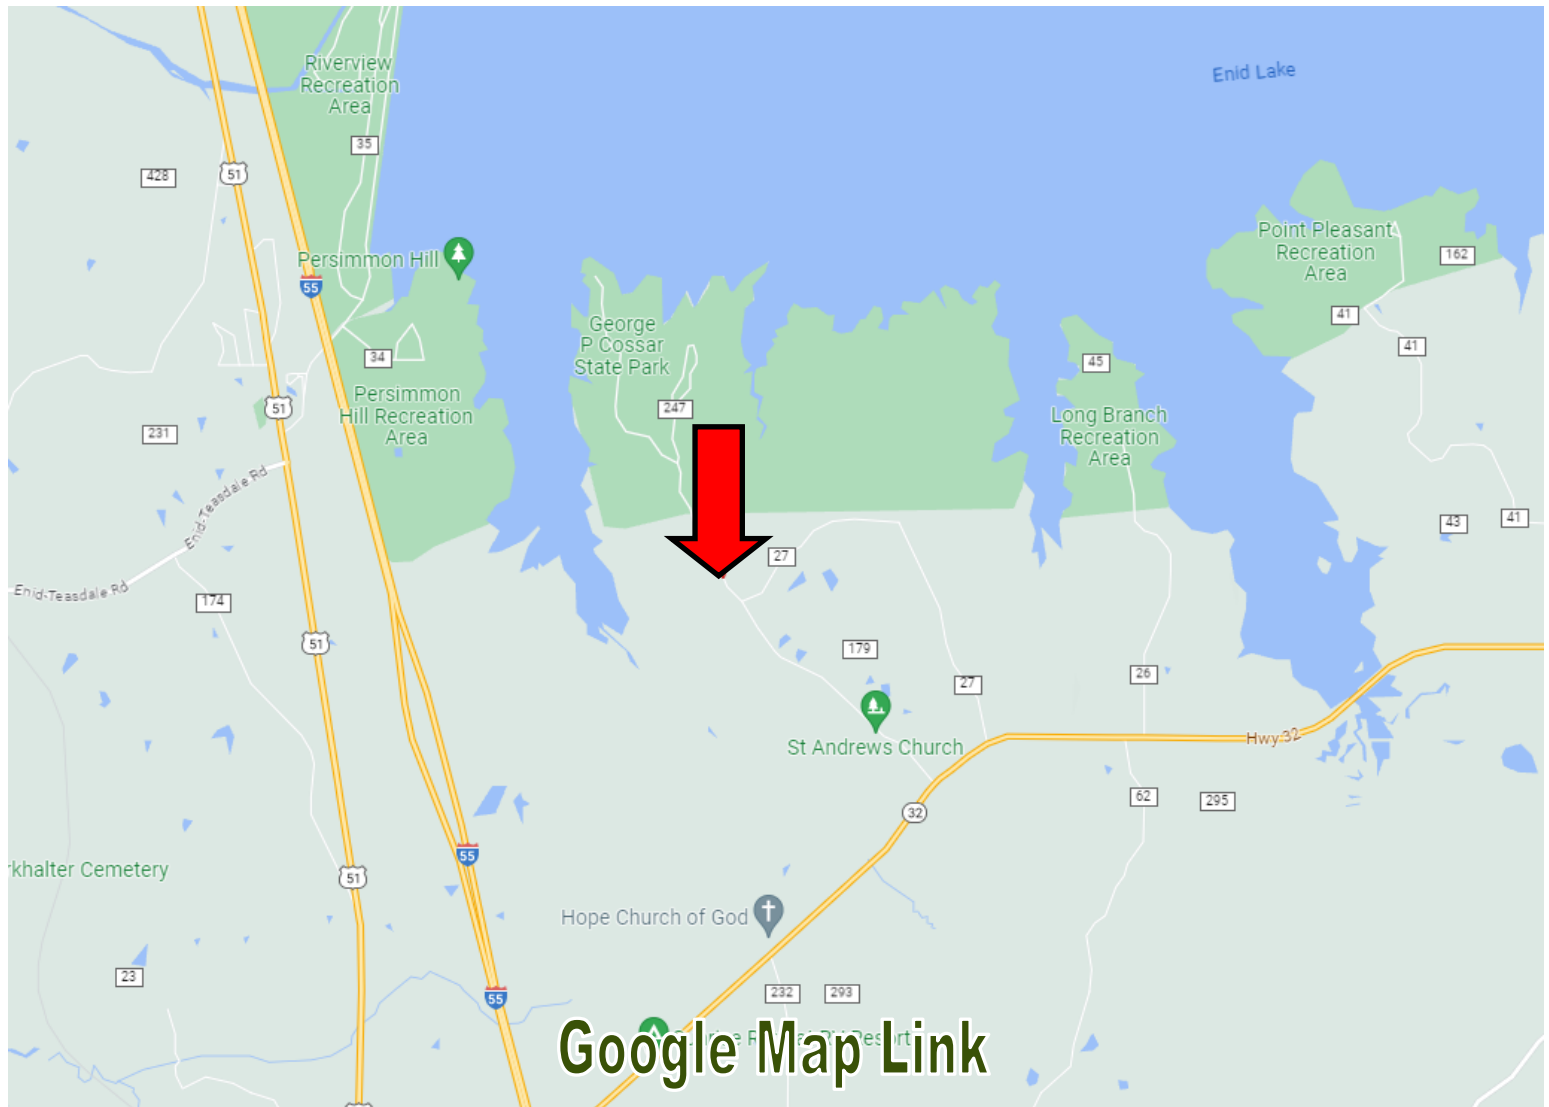 Enid Lake
Riverview
Recreation
Area
35
428
51
Point Pleasant
Recreation
Area
162
Persimmon Hill
55
41
41
George
P Cossar
State Park
34
45
Persimmon
Hill Recreation
Area
247
51
Long Branch
Recreation
Area
231
Enid-Teasdale Rd
43
41
27
Enid-Teasdale Rd
174
51
179
26
27
St Andrews Church
Hwy 32
62
295
32
55
rkhalter Cemetery
51
Hope Church of God
23
232
293
55
RV Resort
Google Map Link